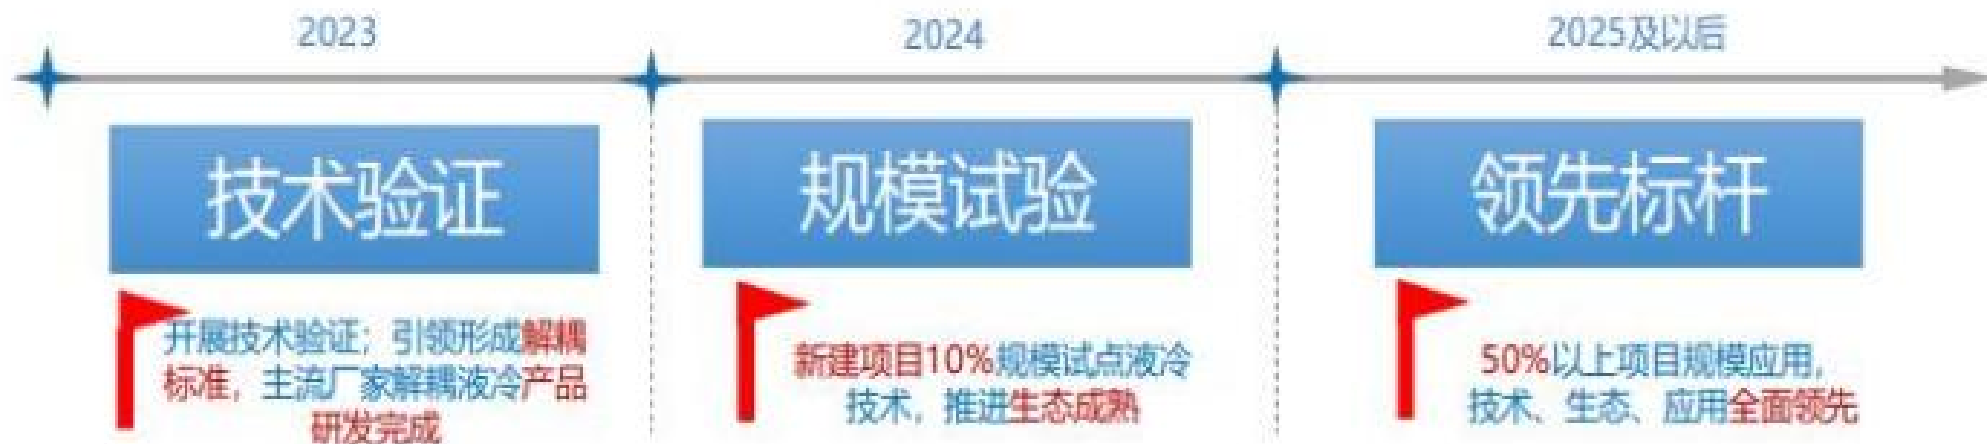 2023
2024
2025及以后
技术验证
规模试验
领先标杆
开展技术验证；引领形成解耦
标准，主流厂家解耦液冷产品
研发完成
新建项目10%规模试点液冷
技术，推进生态成熟
50%以上项目规模应用，
技术、生态、应用全面领先